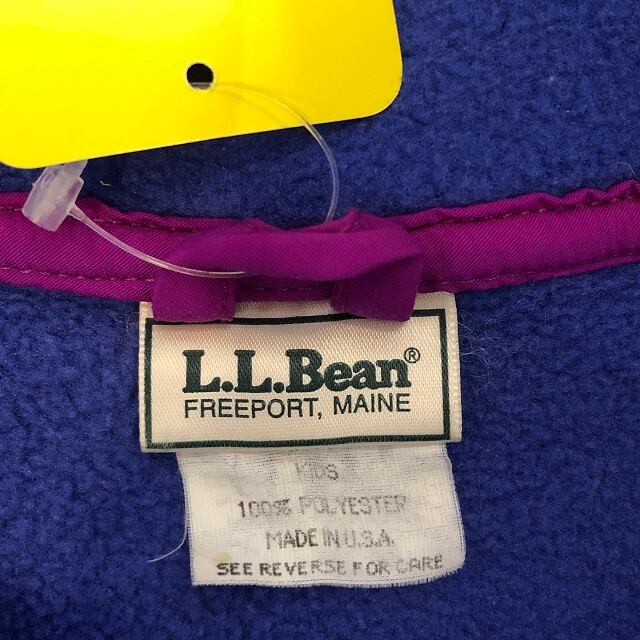 L.L.Bean®
FREEPORT, MAINE
KIDS
100% POLYESTER
MADE IN U.S.A.
SEE REVERSE FOR CARE